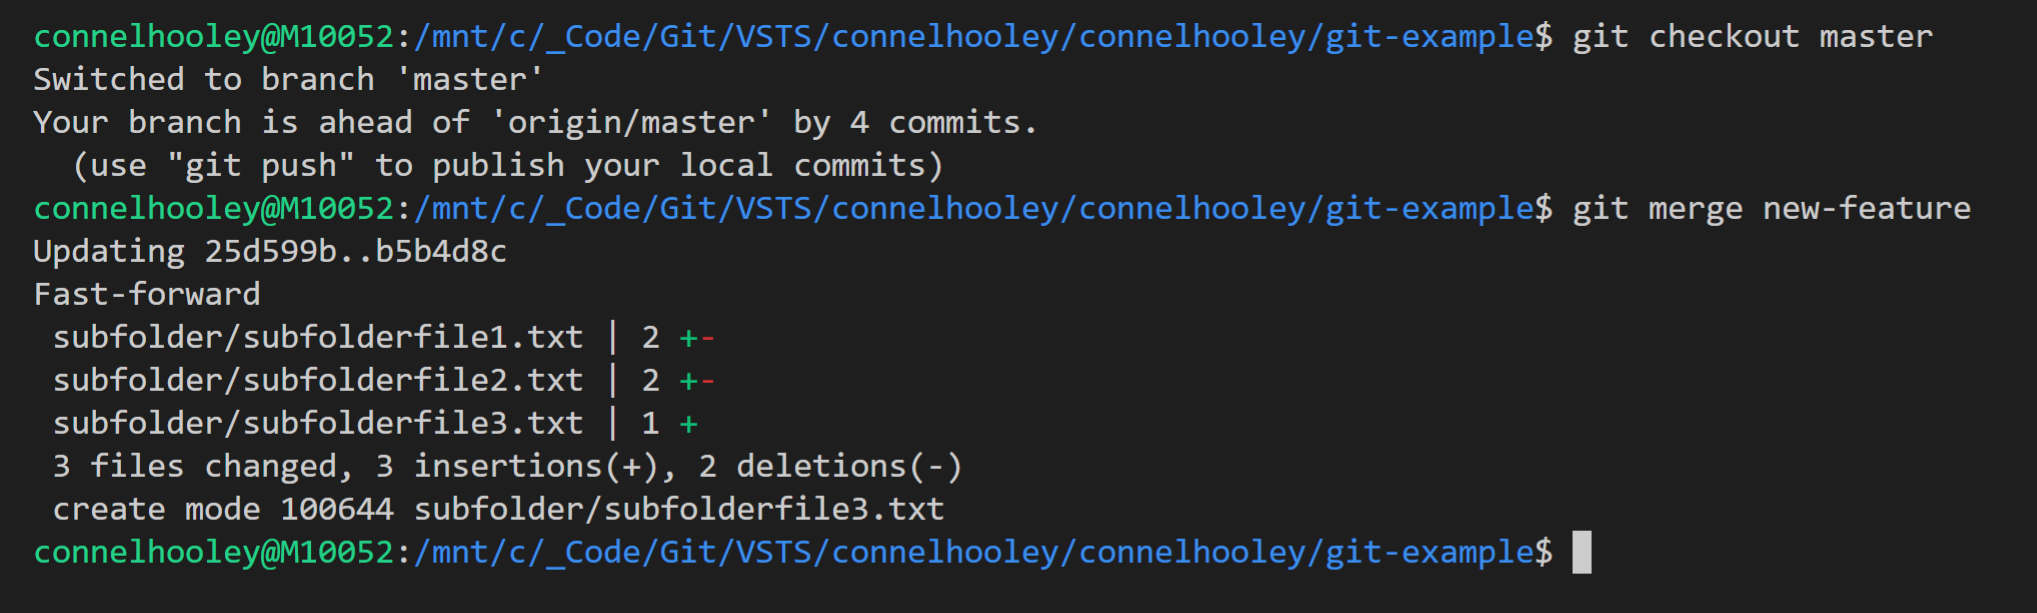 connelhooley@M10052:/mnt/c/_Code/Git/VSTS/connelhooley/connelhooley/git-example$ git checkout master
Switched to branch 'master'
Your branch is ahead of 'origin/master' by 4 commits.
  (use "git push" to publish your local commits)
connelhooley@M10052:/mnt/c/_Code/Git/VSTS/connelhooley/connelhooley/git-example$ git merge new-feature
Updating 25d599b..b5b4d8c
Fast-forward
 subfolder/subfolderfile1.txt | 2 +-
 subfolder/subfolderfile2.txt | 2 +-
 subfolder/subfolderfile3.txt | 1 +
 3 files changed, 3 insertions(+), 2 deletions(-)
 create mode 100644 subfolder/subfolderfile3.txt
connelhooley@M10052:/mnt/c/_Code/Git/VSTS/connelhooley/connelhooley/git-example$